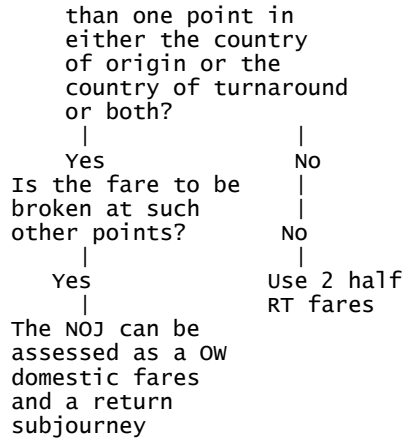 than one point in
either the country
of origin or the
country of turnaround
or both?
| |
Yes No
Is the fare to be |
broken at such |
other points? No
| |
Yes Use 2 half
| RT fares
The NOJ can be
assessed as a OW
domestic fares
and a return
subjourney